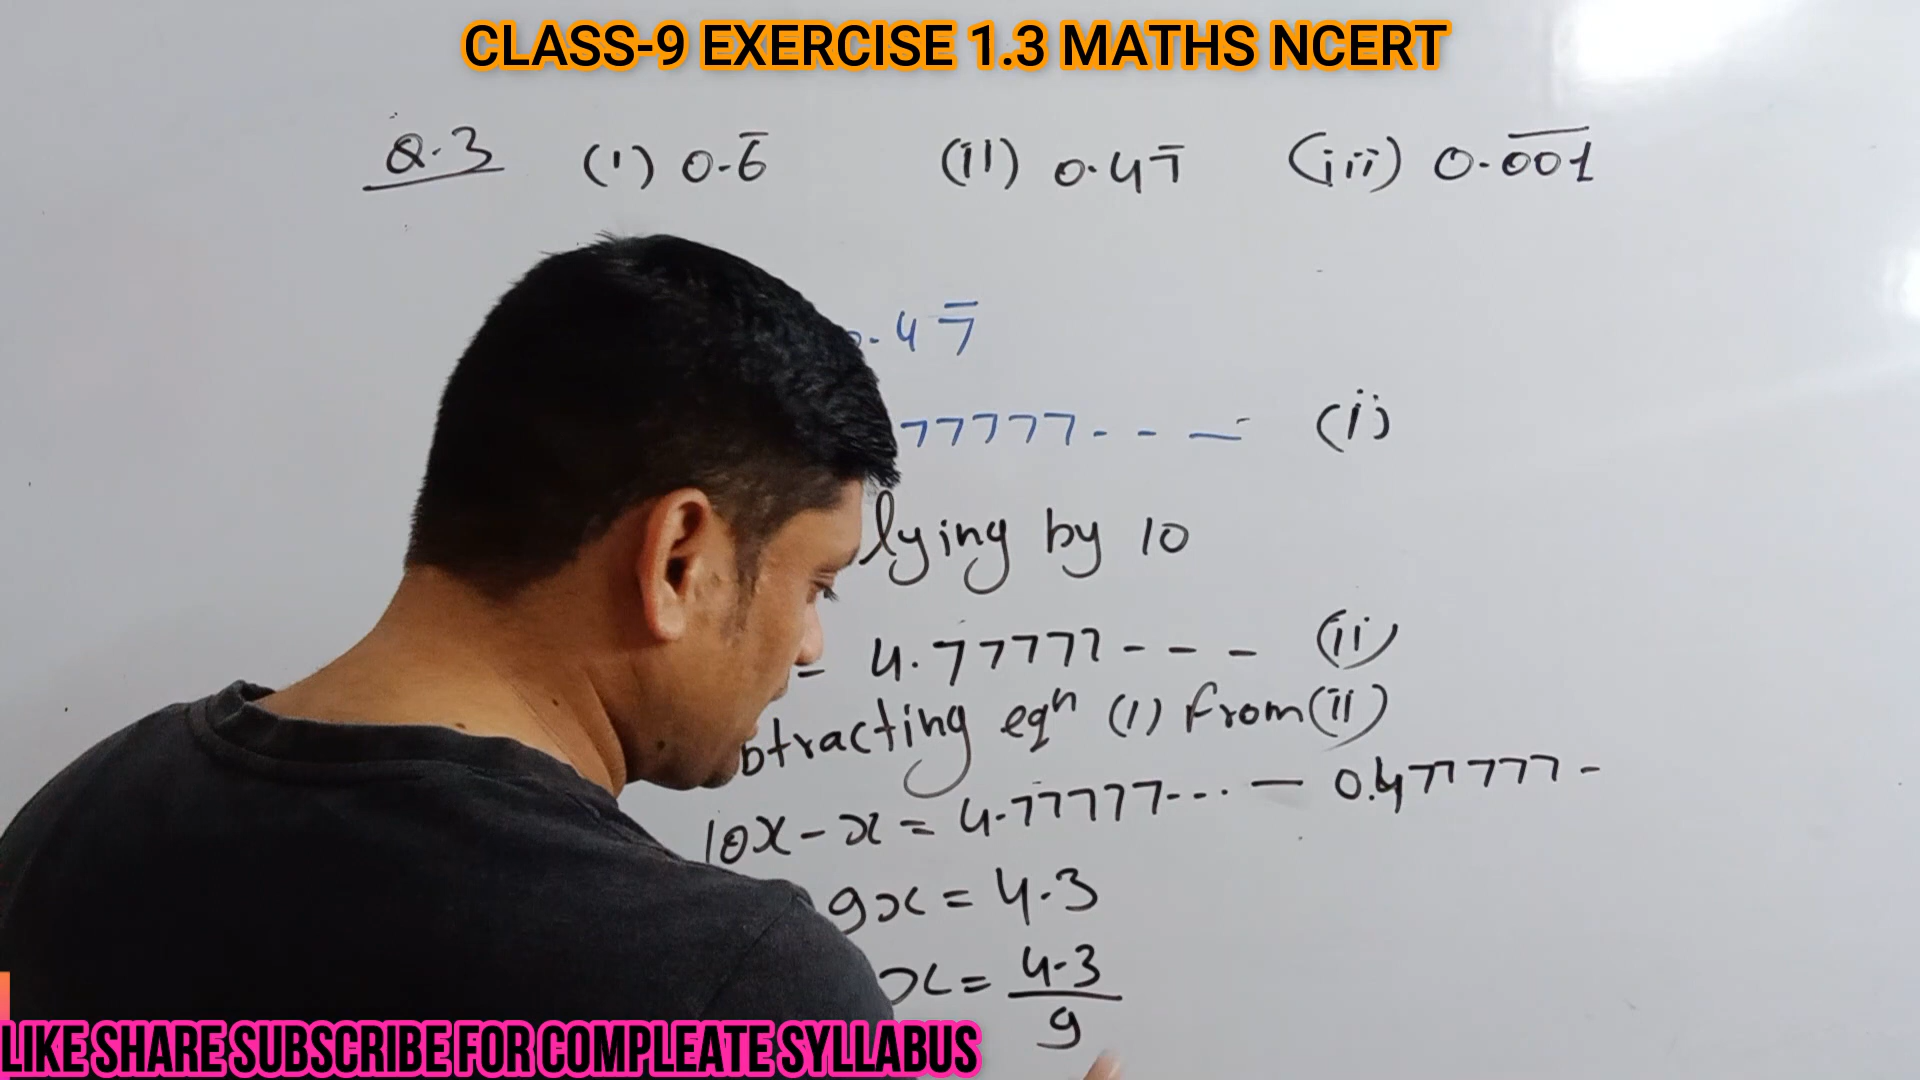 CLASS-9 EXERCISE 1.3 MATHS NCERT
Q.3 (i) 0.6̅ (ii) 0.47̅ (iii) 0.0̅0̅1̅
0.47̅
77777--- (i)
lying by 10
= 4.77777--- (ii)
btracting eqⁿ (i) from (ii)
10x - x = 4.77777... - 0.477777-
9x = 4.3
x = 4.3/9
LIKE SHARE SUBSCRIBE FOR COMPLEATE SYLLABUS